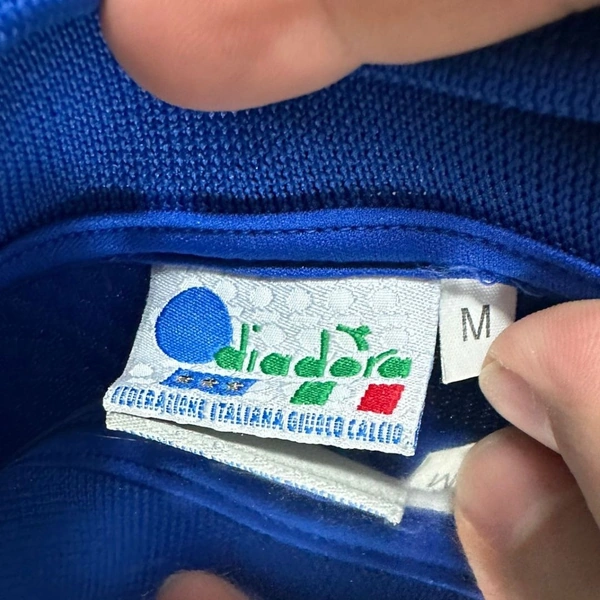 diadora
M
FEDERAZIONE ITALIANA GIUOCO CALCIO